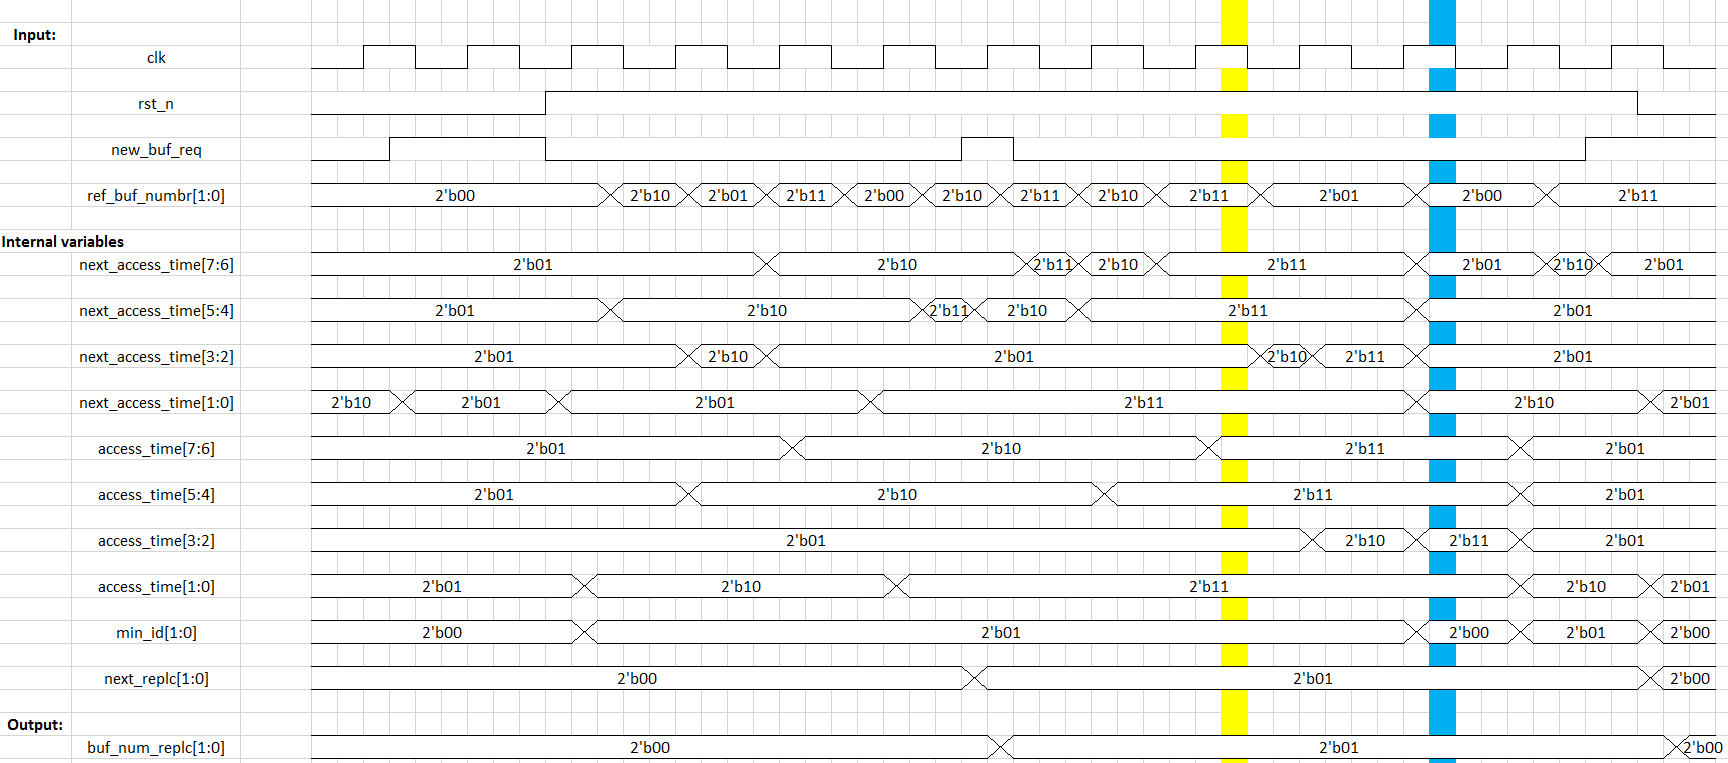 Input:
clk
rst_n
new_buf_req
ref_buf_numbr[1:0] 2'b00 2'b10 2'b01 2'b11 2'b00 2'b10 2'b11 2'b10 2'b11 2'b01 2'b00 2'b11
Internal variables
next_access_time[7:6] 2'b01 2'b10 2'b11 2'b10 2'b11 2'b01 2'b10 2'b01
next_access_time[5:4] 2'b01 2'b10 2'b11 2'b10 2'b11 2'b01
next_access_time[3:2] 2'b01 2'b10 2'b01 2'b10 2'b11 2'b01
next_access_time[1:0] 2'b10 2'b01 2'b01 2'b11 2'b10 2'b01
access_time[7:6] 2'b01 2'b10 2'b11 2'b01
access_time[5:4] 2'b01 2'b10 2'b11 2'b01
access_time[3:2] 2'b01 2'b10 2'b11 2'b01
access_time[1:0] 2'b01 2'b10 2'b11 2'b10 2'b01
min_id[1:0] 2'b00 2'b01 2'b00 2'b01 2'b00
next_replc[1:0] 2'b00 2'b01 2'b00
Output:
buf_num_replc[1:0] 2'b00 2'b01 2'b00